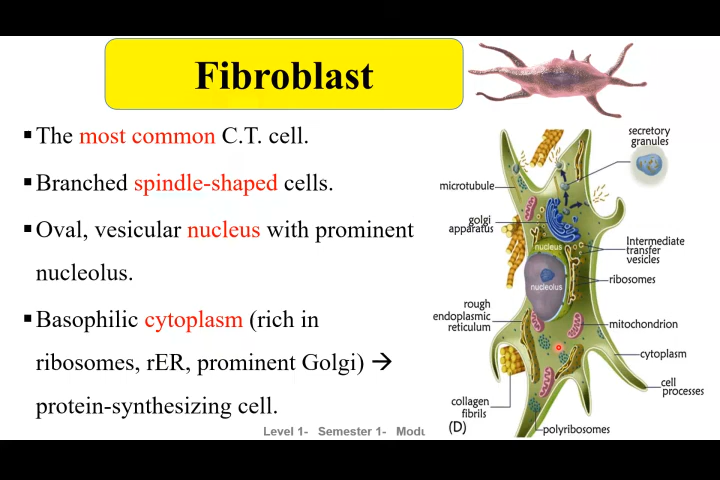 Fibroblast
▪The most common C.T. cell.
▪Branched spindle-shaped cells.
▪Oval, vesicular nucleus with prominent
nucleolus.
▪Basophilic cytoplasm (rich in
ribosomes, rER, prominent Golgi) →
protein-synthesizing cell.
secretory
granules
microtubule
golgi
apparatus
nucleus
Intermediate
transfer
vesicles
nucleolus
ribosomes
rough
endoplasmic
reticulum
mitochondrion
cytoplasm
cell
processes
collagen
fibrils
(D)
polyribosomes
Level 1- Semester 1-